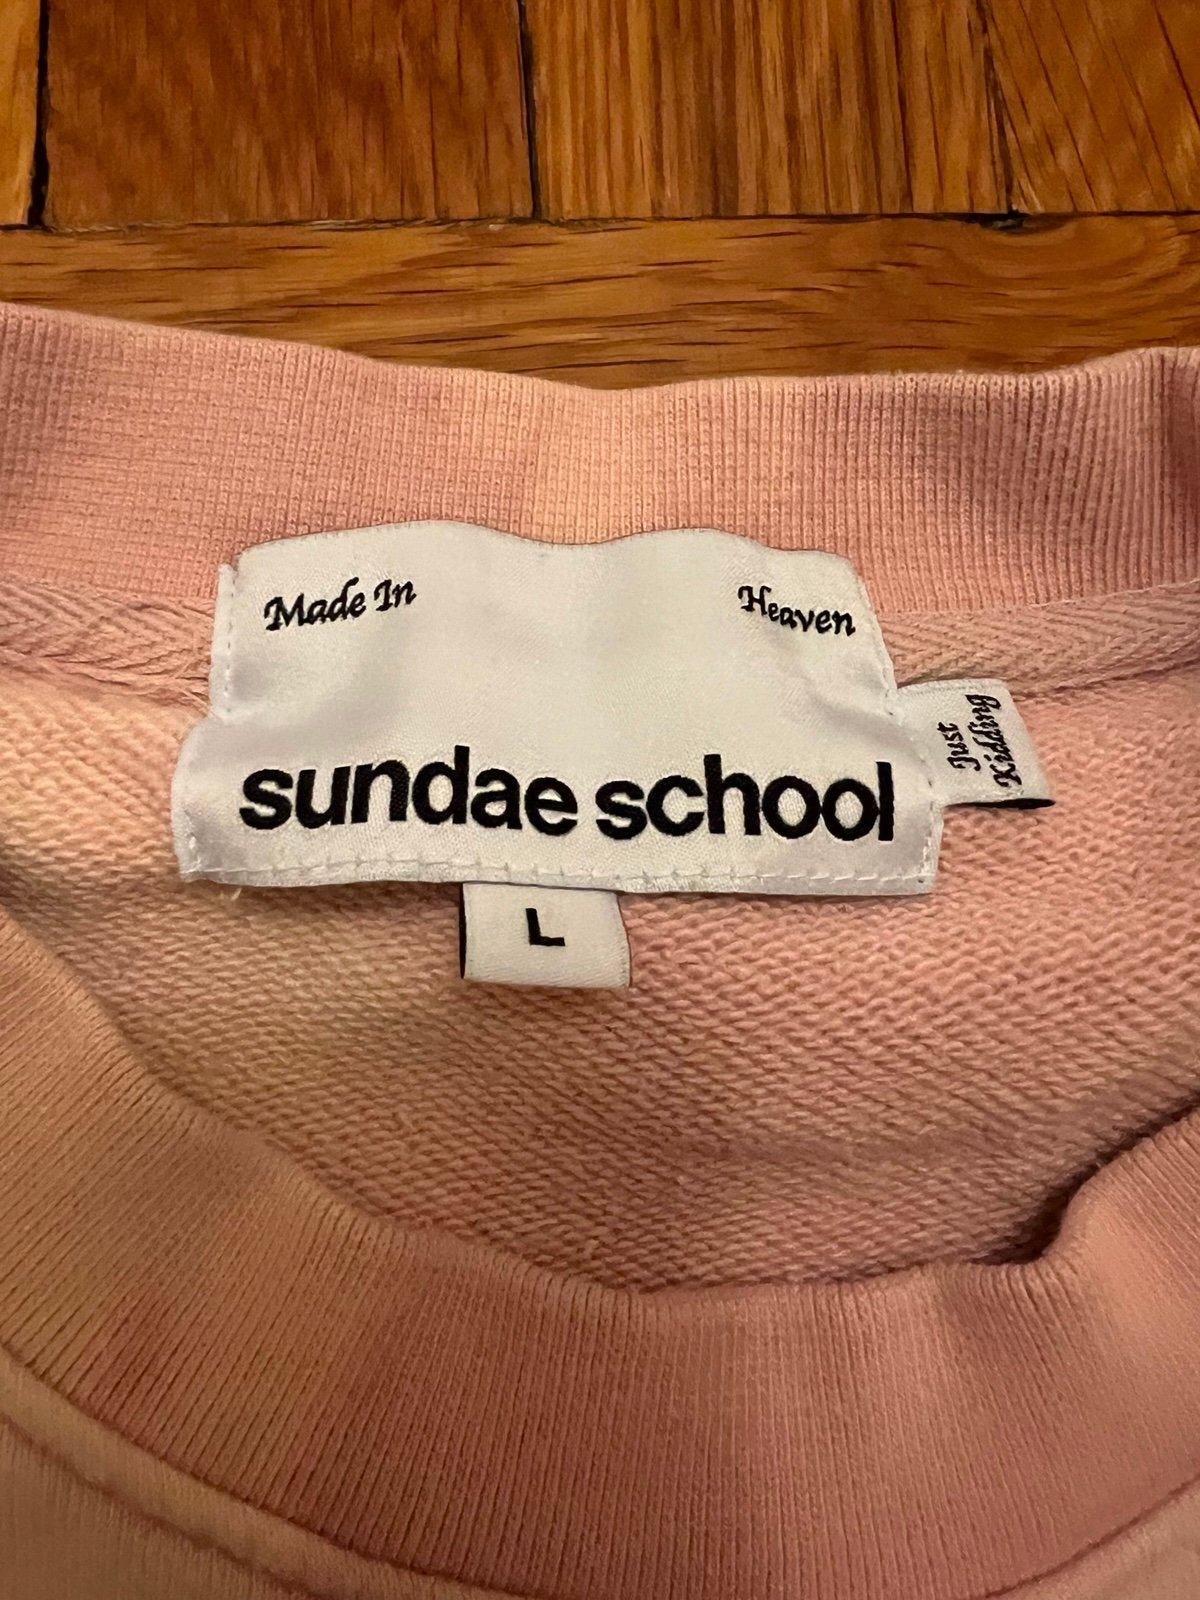 Made In Heaven
Just
Kidding
sundae school
L